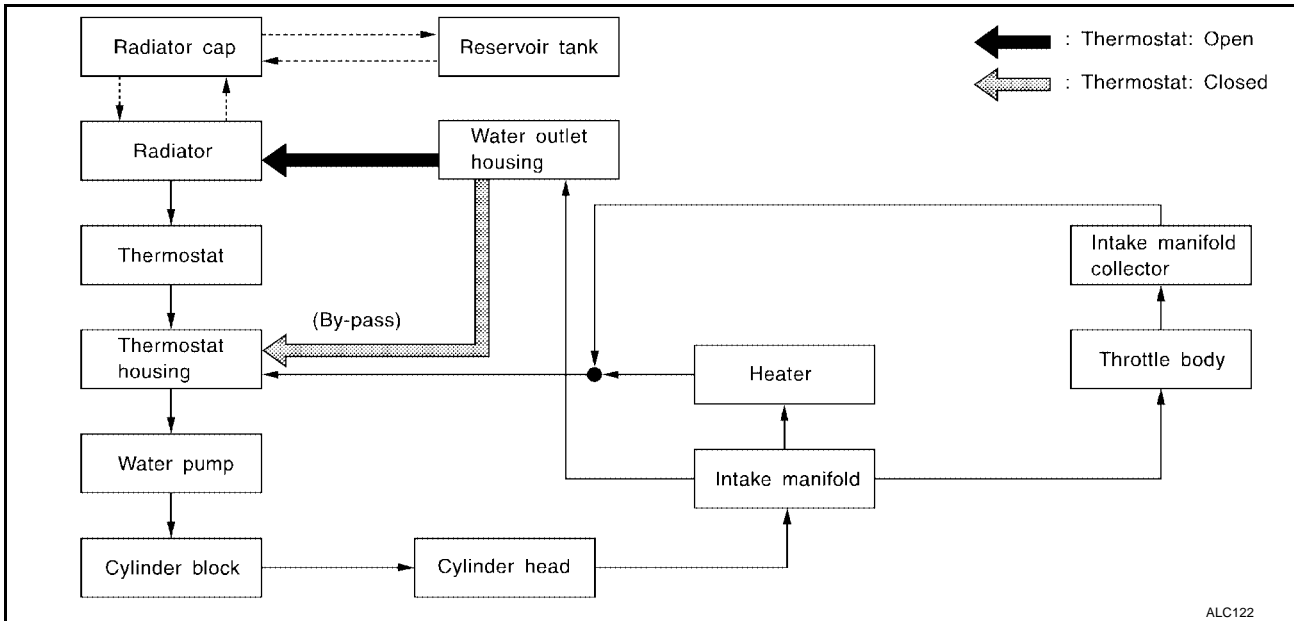 Radiator cap
Reservoir tank
: Thermostat: Open
: Thermostat: Closed
Radiator
Water outlet
housing
Thermostat
Intake manifold
collector
(By-pass)
Thermostat
housing
Heater
Throttle body
Water pump
Intake manifold
Cylinder block
Cylinder head
ALC122